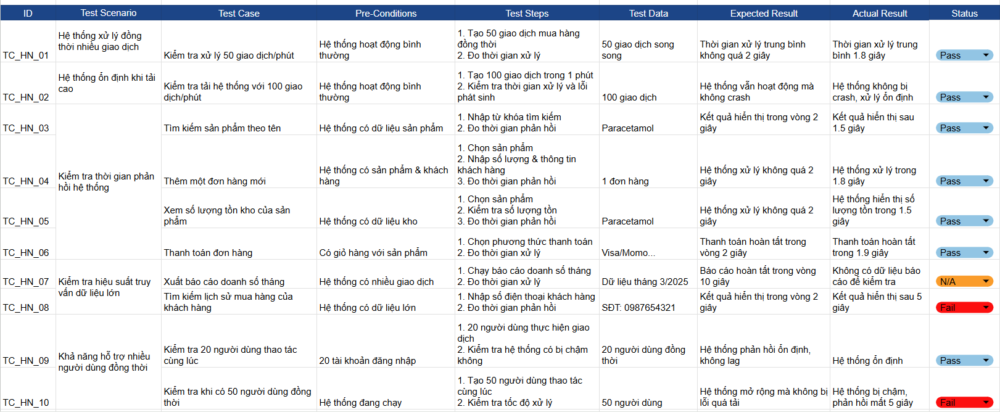 ID Test Scenario Test Case Pre-Conditions Test Steps Test Data Expected Result Actual Result Status
Hệ thống xử lý đồng
thời nhiều giao dịch
TC_HN_01
Kiểm tra xử lý 50 giao dịch/phút
Hệ thống hoạt động bình
thường
1. Tạo 50 giao dịch mua hàng
đồng thời
2. Đo thời gian xử lý
50 giao dịch song
song
Thời gian xử lý trung bình
không quá 2 giây
Thời gian xử lý trung
bình 1.8 giây
Pass
Hệ thống ổn định khi tải
cao
TC_HN_02
Kiểm tra tải hệ thống với 100 giao
dịch/phút
Hệ thống hoạt động bình
thường
1. Tạo 100 giao dịch trong 1 phút
2. Kiểm tra thời gian xử lý và lỗi
phát sinh
100 giao dịch
Hệ thống vẫn hoạt động mà
không crash
Hệ thống không bị
crash, xử lý ổn định
Pass
Kiểm tra thời gian phản
hồi hệ thống
TC_HN_03
Tìm kiếm sản phẩm theo tên
Hệ thống có dữ liệu sản phẩm
1. Nhập từ khóa tìm kiếm
2. Đo thời gian phản hồi
Paracetamol
Kết quả hiển thị trong vòng 2
giây
Kết quả hiển thị sau
1.5 giây
Pass
TC_HN_04
Thêm một đơn hàng mới
Hệ thống có sản phẩm & khách
hàng
1. Chọn sản phẩm
2. Nhập số lượng & thông tin
khách hàng
3. Đo thời gian phản hồi
1 đơn hàng
Hệ thống xử lý không quá 2
giây
Hệ thống xử lý trong
1.8 giây
Pass
TC_HN_05
Xem số lượng tồn kho của sản
phẩm
Hệ thống có dữ liệu kho
1. Chọn sản phẩm
2. Kiểm tra số lượng tồn
3. Đo thời gian phản hồi
Paracetamol
Hệ thống xử lý không quá 2
giây
Hệ thống hiển thị số
lượng tồn trong 1.5
giây
Pass
TC_HN_06
Thanh toán đơn hàng
Có giỏ hàng với sản phẩm
1. Chọn phương thức thanh toán
2. Đo thời gian xử lý
Visa/Momo...
Thanh toán hoàn tất trong
vòng 2 giây
Thanh toán hoàn tất
trong 1.9 giây
Pass
Kiểm tra hiệu suất truy
vấn dữ liệu lớn
TC_HN_07
Xuất báo cáo doanh số tháng
Hệ thống có nhiều giao dịch
1. Chạy báo cáo doanh số tháng
2. Đo thời gian xử lý
Dữ liệu tháng 3/2025
Báo cáo hoàn tất trong vòng
10 giây
Không có dữ liệu báo
cáo để kiểm tra
N/A
TC_HN_08
Tìm kiếm lịch sử mua hàng của
khách hàng
Hệ thống có dữ liệu lớn
1. Nhập số điện thoại khách hàng
2. Đo thời gian phản hồi
SĐT: 0987654321
Kết quả hiển thị trong vòng 2
giây
Kết quả hiển thị sau 5
giây
Fail
Khả năng hỗ trợ nhiều
người dùng đồng thời
TC_HN_09
Kiểm tra 20 người dùng thao tác
cùng lúc
20 tài khoản đăng nhập
1. 20 người dùng thực hiện giao
dịch
2. Kiểm tra hệ thống có bị chậm
không
20 người dùng đồng
thời
Hệ thống phản hồi ổn định,
không lag
Hệ thống ổn định
Pass
TC_HN_10
Kiểm tra khi có 50 người dùng đồng
thời
Hệ thống đang chạy
1. Tạo 50 người dùng thao tác
cùng lúc
2. Kiểm tra tốc độ xử lý
50 người dùng
Hệ thống mở rộng mà không bị
lỗi quá tải
Hệ thống bị chậm,
phản hồi mất 5 giây
Fail